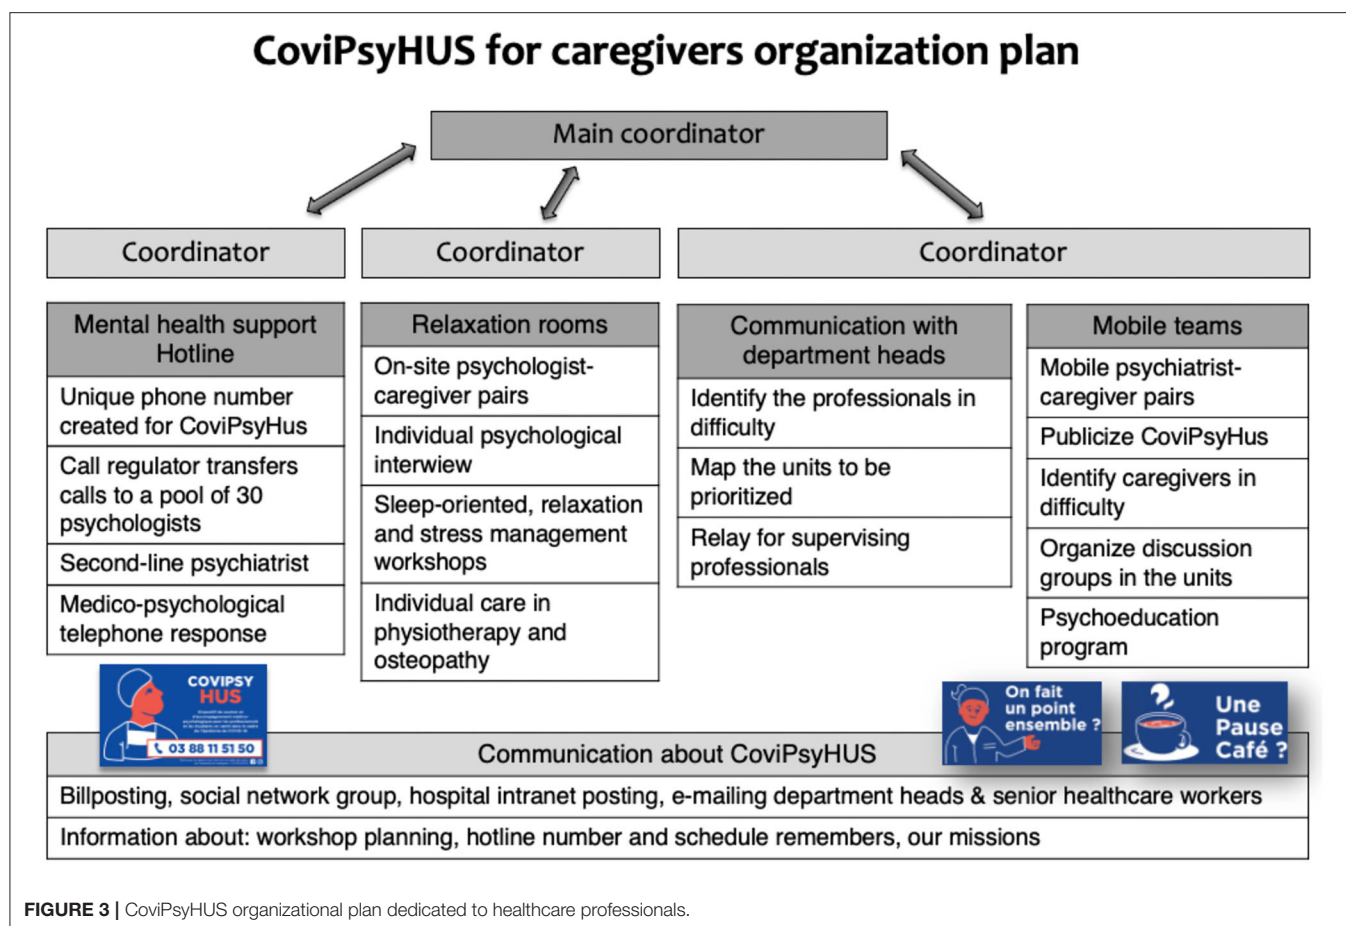 CoviPsyHUS for caregivers organization plan
Main coordinator
Coordinator
Coordinator
Coordinator
Mental health support
Hotline
Unique phone number
created for CoviPsyHus
Call regulator transfers
calls to a pool of 30
psychologists
Second-line psychiatrist
Medico-psychological
telephone response
Relaxation rooms
On-site psychologist-
caregiver pairs
Individual psychological
interwiew
Sleep-oriented, relaxation
and stress management
workshops
Individual care in
physiotherapy and
osteopathy
Communication with
department heads
Identify the professionals in
difficulty
Map the units to be
prioritized
Relay for supervising
professionals
Mobile teams
Mobile psychiatrist-
caregiver pairs
Publicize CoviPsyHus
Identify caregivers in
difficulty
Organize discussion
groups in the units
Psychoeducation
program
COVIPSY
HUS
03 88 11 51 50
On fait
un point
ensemble ?
Une
Pause
Café ?
Communication about CoviPsyHUS
Billposting, social network group, hospital intranet posting, e-mailing department heads & senior healthcare workers
Information about: workshop planning, hotline number and schedule remembers, our missions
FIGURE 3 | CoviPsyHUS organizational plan dedicated to healthcare professionals.